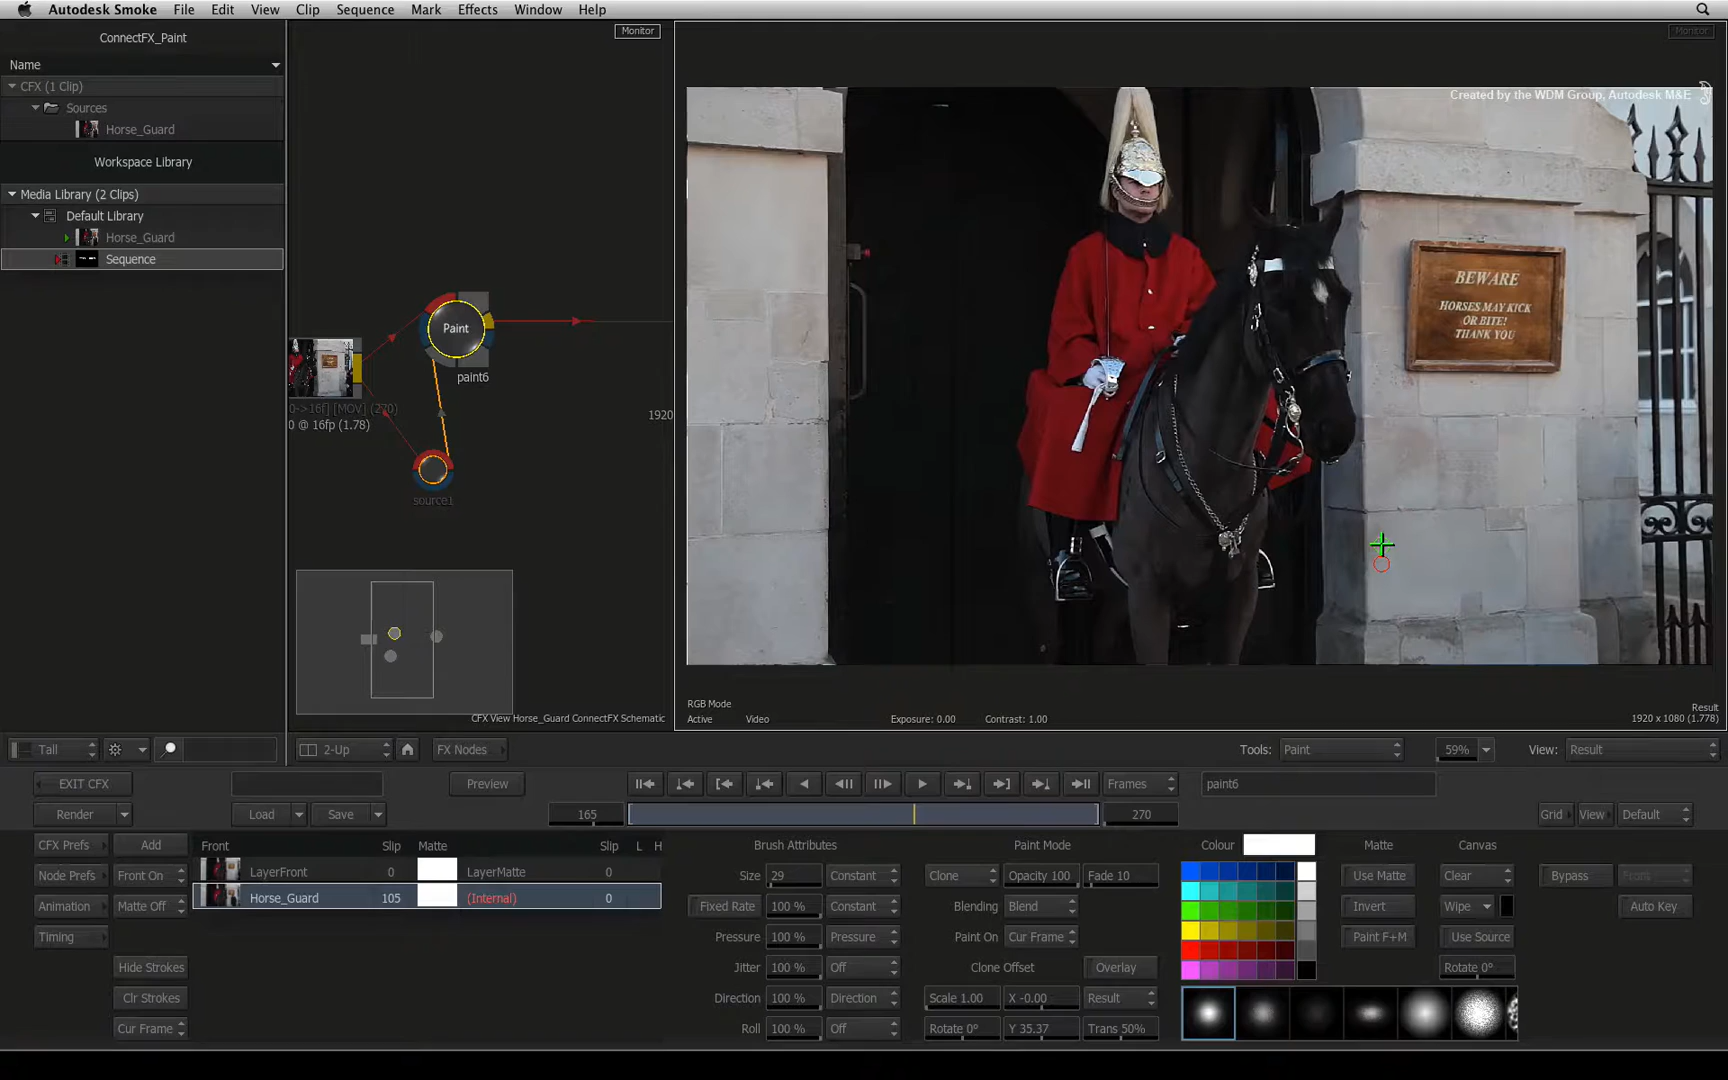 Autodesk Smoke File Edit View Clip Sequence Mark Effects Window Help
ConnectFX_Paint
Name
CFX (1 Clip)
Sources
Horse_Guard
Workspace Library
Media Library (2 Clips)
Default Library
Horse_Guard
Sequence
Monitor
Paint
paint6
0->16f] [MOV] (270)
0 @ 16fp (1.78)
1920
source1
CFX View Horse_Guard ConnectFX Schematic
Monitor
Created by the WDM Group, Autodesk M&E
BEWARE
HORSES MAY KICK
OR BITE!
THANK YOU
RGB Mode
Active Video Exposure: 0.00 Contrast: 1.00
Result
1920 x 1080 (1.778)
Tall 2-Up FX Nodes Tools: Paint 59% View: Result
EXIT CFX Preview Frames paint6
Render Load Save 165 270 Grid View Default
CFX Prefs Add Front Slip Matte Slip L H Brush Attributes Paint Mode Colour Matte Canvas
Node Prefs Front On LayerFront 0 LayerMatte 0 Size 29 Constant Clone Opacity 100 Fade 10 Use Matte Clear Bypass Front
Animation Matte Off Horse_Guard 105 (Internal) 0 Fixed Rate 100 % Constant Blending Blend Invert Wipe Auto Key
Timing Pressure: 100 % Pressure Paint On Cur Frame Paint F+M Use Source
Hide Strokes Jitter 100 % Off Clone Offset Overlay Rotate 0°
Clr Strokes Direction 100 % Direction Scale 1.00 X -0.00 Result
Cur Frame Roll 100 % Off Rotate 0° Y 35.37 Trans 50%